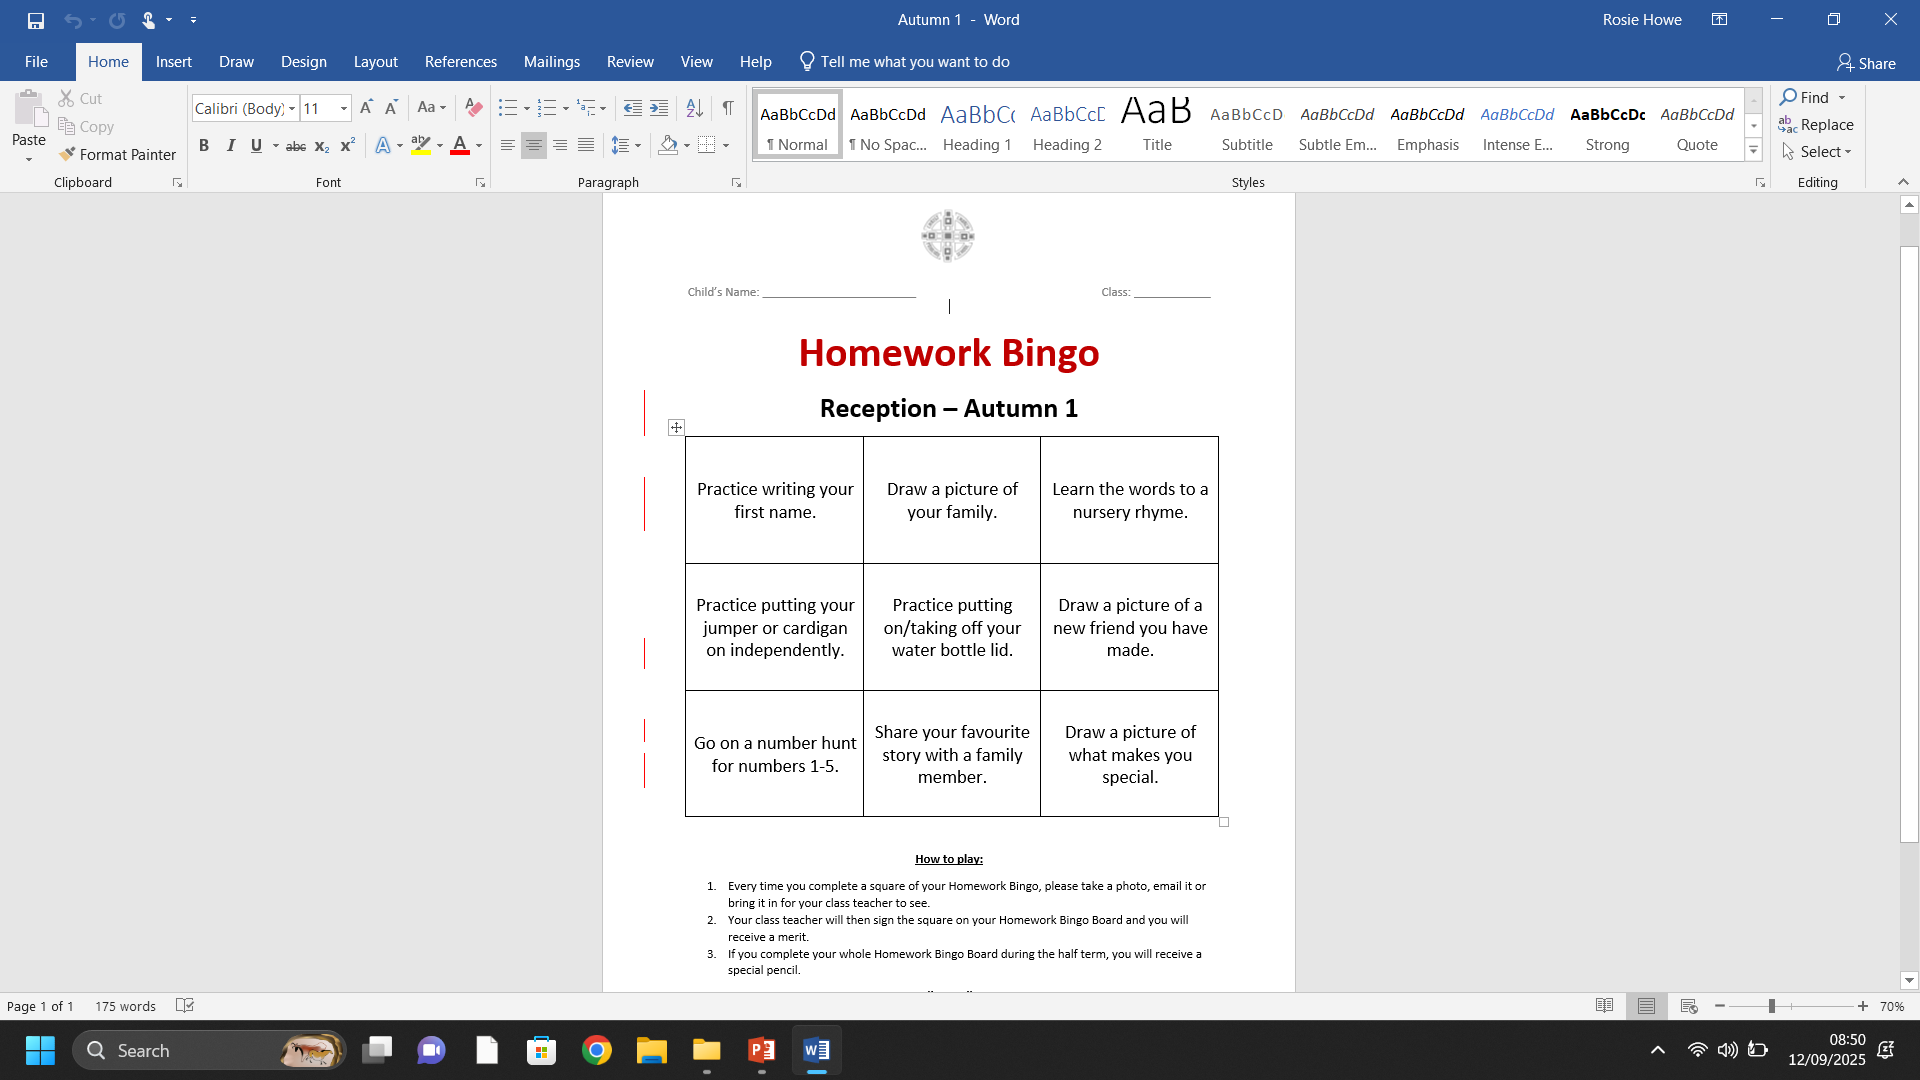 Autumn 1 - Word
Rosie Howe
File Home Insert Draw Design Layout References Mailings Review View Help Tell me what you want to do
Share
Paste
Cut
Copy
Format Painter
Clipboard
Calibri (Body) 11
Font
Paragraph
AaBbCcDd AaBbCcDd AaBbCc AaBbCcD AaB AaBbCcD AaBbCcDd AaBbCcDd AaBbCcDd AaBbCcDc AaBbCcDd
¶ Normal ¶ No Spac... Heading 1 Heading 2 Title Subtitle Subtle Em... Emphasis Intense E... Strong Quote
Styles
Find
Replace
Select
Editing
Child's Name: ________________________ Class: ____________
Homework Bingo
Reception – Autumn 1
Practice writing your
first name.
Draw a picture of
your family.
Learn the words to a
nursery rhyme.
Practice putting your
jumper or cardigan
on independently.
Practice putting
on/taking off your
water bottle lid.
Draw a picture of a
new friend you have
made.
Go on a number hunt
for numbers 1-5.
Share your favourite
story with a family
member.
Draw a picture of
what makes you
special.
How to play:
1. Every time you complete a square of your Homework Bingo, please take a photo, email it or
bring it in for your class teacher to see.
2. Your class teacher will then sign the square on your Homework Bingo Board and you will
receive a merit.
3. If you complete your whole Homework Bingo Board during the half term, you will receive a
special pencil.
Page 1 of 1 175 words
70%
Search
08:50
12/09/2025